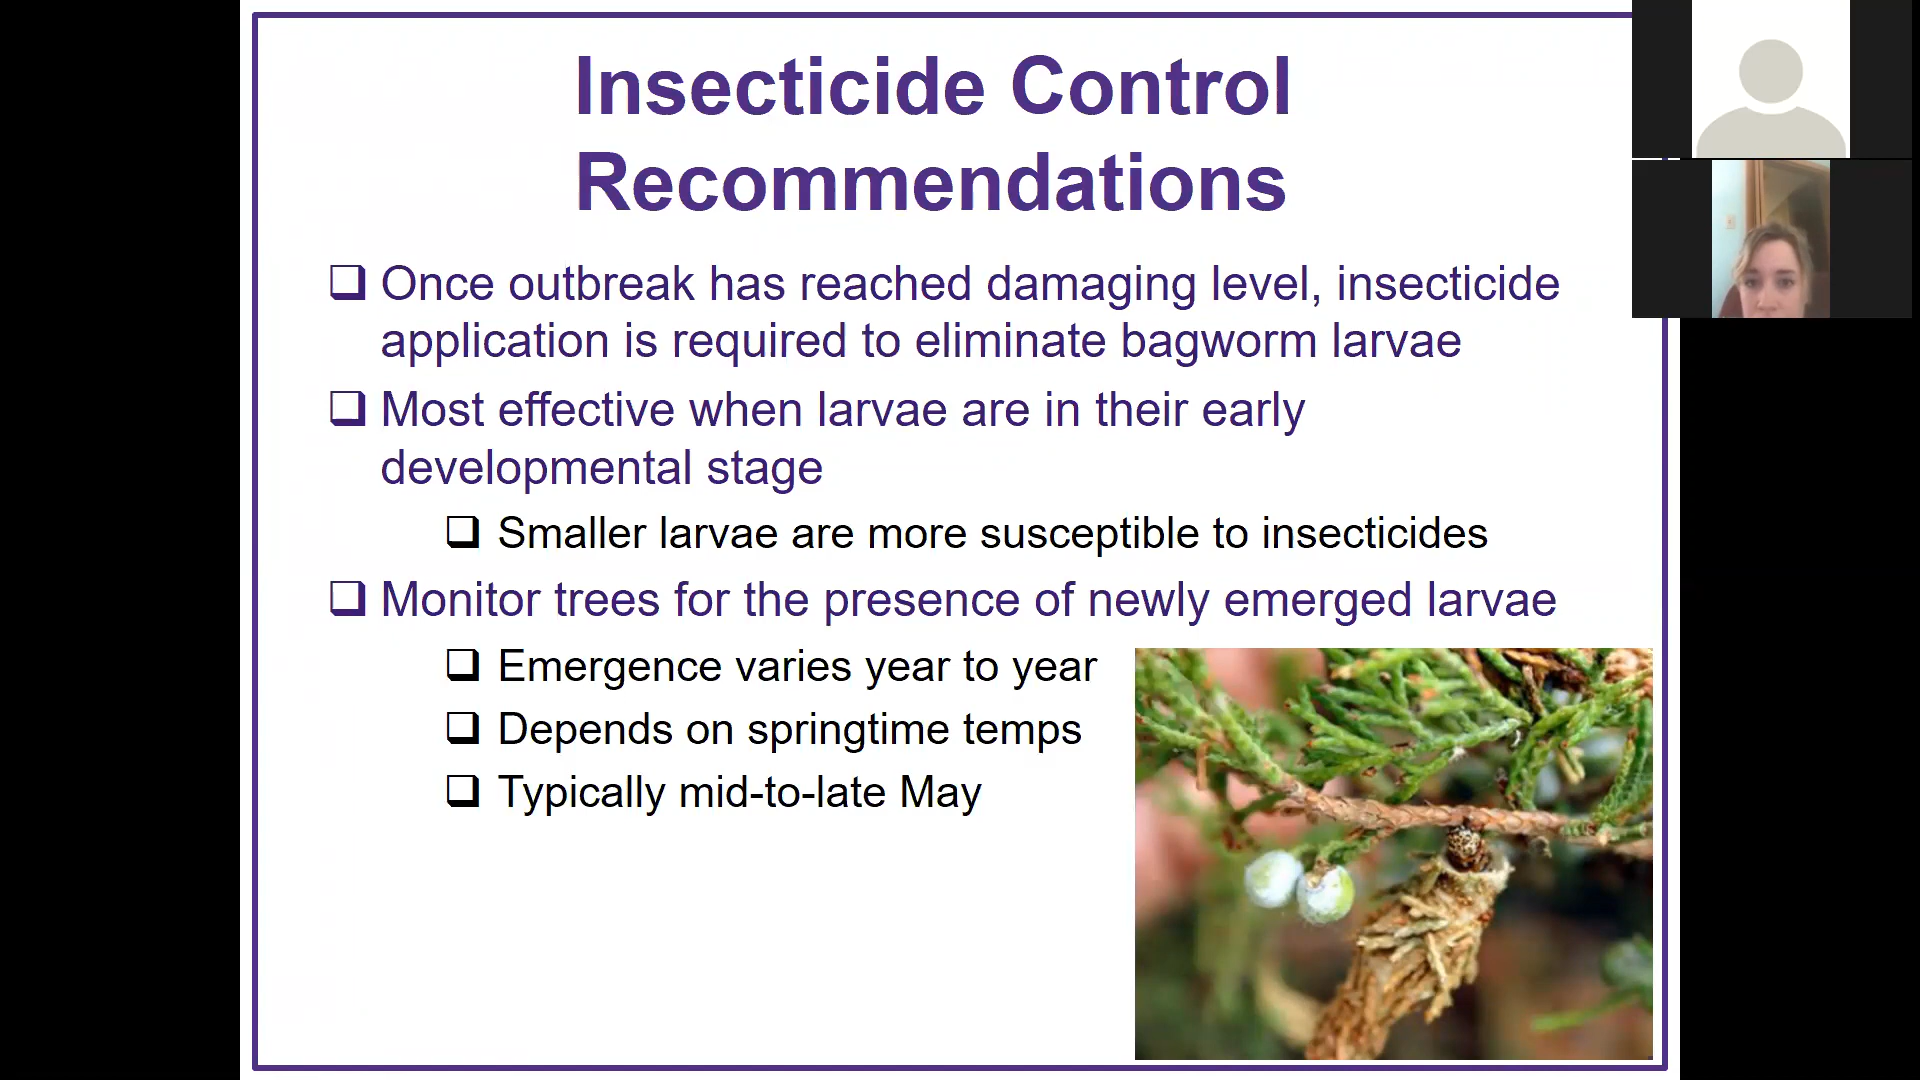 Insecticide Control
Recommendations
❑ Once outbreak has reached damaging level, insecticide
application is required to eliminate bagworm larvae
❑ Most effective when larvae are in their early
developmental stage
❑ Smaller larvae are more susceptible to insecticides
❑ Monitor trees for the presence of newly emerged larvae
❑ Emergence varies year to year
❑ Depends on springtime temps
❑ Typically mid-to-late May